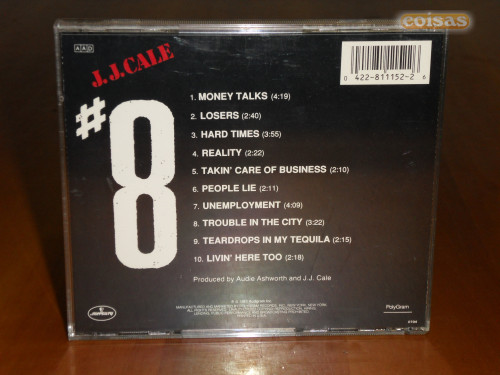 eoisas
AAD
J.J.CALE
#8
0 422-811152-2 6
1. MONEY TALKS (4:19)
2. LOSERS (2:40)
3. HARD TIMES (3:55)
4. REALITY (2:22)
5. TAKIN' CARE OF BUSINESS (2:10)
6. PEOPLE LIE (2:11)
7. UNEMPLOYMENT (4:09)
8. TROUBLE IN THE CITY (3:22)
9. TEARDROPS IN MY TEQUILA (2:15)
10. LIVIN' HERE TOO (2:18)
Produced by Audie Ashworth and J.J. Cale
PolyGram